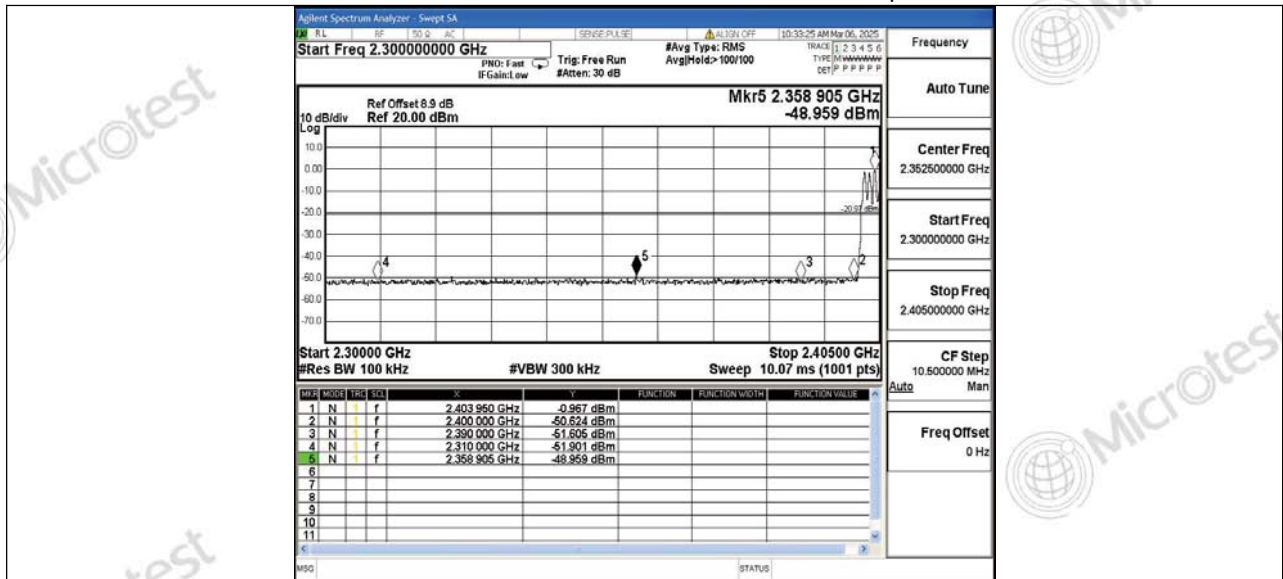 Agilent Spectrum Analyzer - Swept SA
RL RF 50 Ω AC SENSE:PULSE ALIGN OFF 10:33:25 AM Mar 06, 2025
Start Freq 2.300000000 GHz
PNO: Fast
IFGain:Low
Trig: Free Run
#Atten: 30 dB
#Avg Type: RMS
Avg|Hold:> 100/100
TRACE 1 2 3 4 5 6
TYPE M
DET P P P P P P
Frequency
Auto Tune
Ref Offset 8.9 dB
10 dB/div Ref 20.00 dBm
Log
Mkr5 2.358 905 GHz
-48.959 dBm
10.0
0.00
-10.0
-20.0
-30.0
-40.0
-50.0
-60.0
-70.0
1
-20.97 dBm
4
5
3
2
Center Freq
2.352500000 GHz
Start Freq
2.300000000 GHz
Stop Freq
2.405000000 GHz
CF Step
10.500000 MHz
Auto Man
Freq Offset
0 Hz
Start 2.30000 GHz Stop 2.40500 GHz
#Res BW 100 kHz #VBW 300 kHz Sweep 10.07 ms (1001 pts)
MKR MODE TRC SCL X Y FUNCTION FUNCTION WIDTH FUNCTION VALUE
1 N 1 f 2.403 950 GHz -0.967 dBm
2 N 1 f 2.400 000 GHz -50.624 dBm
3 N 1 f 2.390 000 GHz -51.605 dBm
4 N 1 f 2.310 000 GHz -51.901 dBm
5 N 1 f 2.358 905 GHz -48.959 dBm
6
7
8
9
10
11
MSG STATUS
Microtest
Microtest